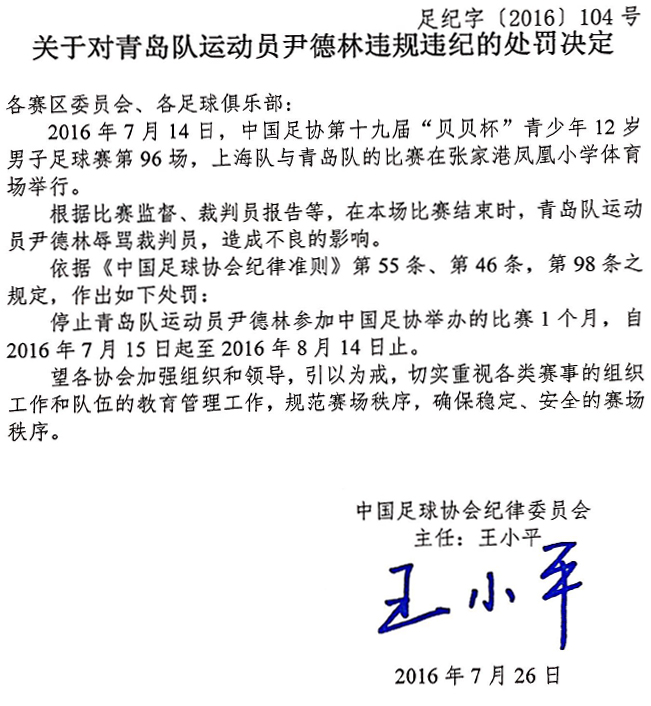 足纪字〔2016〕104 号
关于对青岛队运动员尹德林违规违纪的处罚决定
各赛区委员会、各足球俱乐部：
2016 年 7 月 14 日，中国足协第十九届“贝贝杯”青少年 12 岁
男子足球赛第 96 场，上海队与青岛队的比赛在张家港凤凰小学体育
场举行。
根据比赛监督、裁判员报告等，在本场比赛结束时，青岛队运动
员尹德林辱骂裁判员，造成不良的影响。
依据《中国足球协会纪律准则》第 55 条、第 46 条，第 98 条之
规定，作出如下处罚：
停止青岛队运动员尹德林参加中国足协举办的比赛 1 个月，自
2016 年 7 月 15 日起至 2016 年 8 月 14 日止。
望各协会加强组织和领导，引以为戒，切实重视各类赛事的组织
工作和队伍的教育管理工作，规范赛场秩序，确保稳定、安全的赛场
秩序。
中国足球协会纪律委员会
主任：王小平
王小平
2016 年 7 月 26 日